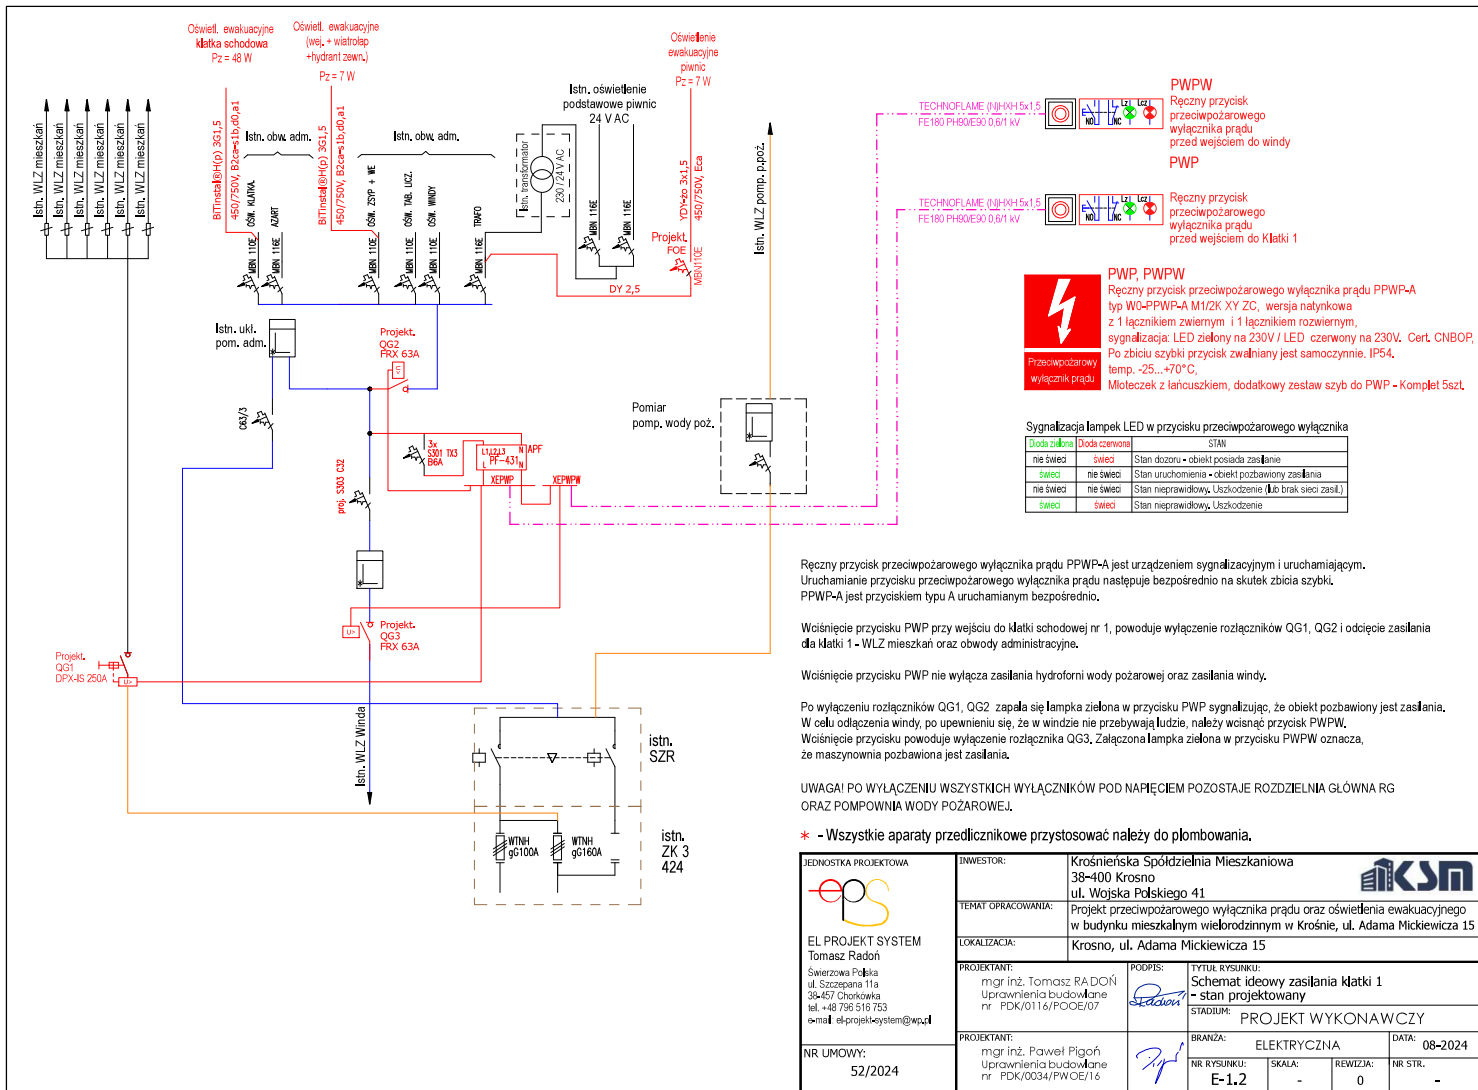 Oświetl. ewakuacyjne
klatka schodowa
Pz = 48 W
Oświetl. ewakuacyjne
(wej. + wiatrołap
+hydrant zewn.)
Pz = 7 W
Oświetlenie
ewakuacyjne
piwnic
Pz = 7 W
Istn. oświetlenie
podstawowe piwnic
24 V AC
Istn. WLZ mieszkań
Istn. WLZ mieszkań
Istn. WLZ mieszkań
Istn. WLZ mieszkań
Istn. WLZ mieszkań
Istn. WLZ mieszkań
BiTinstal®H(p) 3G1,5
450/750V, B2ca-s1b,d0,a1
Istn. obw. adm.
BiTinstal®H(p) 3G1,5
450/750V, B2ca-s1b,d0,a1
Istn. obw. adm.
Istn. transformator
230 / 24 V AC
MBN 110E OŚW. KLATKA
MBN 116E AZART
MBN 110E OŚW. ZSYP + WE
MBN 110E OŚW. TAB. LICZ.
MBN 110E OŚW. WINDY
MBN 116E TRAFO
MBN 116E
MBN 116E
YDY-żo 3x1,5
450/750V, Eca
Projekt.
FOE
MBN110E
DY 2,5
Istn. WLZ pomp. p.poż.
TECHNOFLAME (N)HXH 5x1,5
FE180 PH90/E90 0,6/1 kV
NO NC Lz Lcz
PWPW
Ręczny przycisk
przeciwpożarowego
wyłącznika prądu
przed wejściem do windy
PWP
TECHNOFLAME (N)HXH 5x1,5
FE180 PH90/E90 0,6/1 kV
NO NC Lz Lcz
Ręczny przycisk
przeciwpożarowego
wyłącznika prądu
przed wejściem do Klatki 1
PWP, PWPW
Ręczny przycisk przeciwpożarowego wyłącznika prądu PPWP-A
typ W0-PPWP-A M1/2K XY ZC, wersja natynkowa
z 1 łącznikiem zwiernym i 1 łącznikiem rozwiernym,
sygnalizacja: LED zielony na 230V / LED czerwony na 230V. Cert. CNBOP,
Po zbiciu szybki przycisk zwalniany jest samoczynnie. IP54.
temp. -25...+70°C,
Młoteczek z łańcuszkiem, dodatkowy zestaw szyb do PWP - Komplet 5szt.
Przeciwpożarowy
wyłącznik prądu
Istn. ukł.
pom. adm.
Projekt.
QG2
FRX 63A
U>
C63/3
3x
S301 TX3
B6A
L1,L2,L3 N APF
L PF-431 N
XEPWP XEPWPW
proj. S303 C32
Pomiar
pomp. wody poż.
Sygnalizacja lampek LED w przycisku przeciwpożarowego wyłącznika
Dioda zielona Dioda czerwona STAN
nie świeci świeci Stan dozoru - obiekt posiada zasilanie
świeci nie świeci Stan uruchomienia - obiekt pozbawiony zasilania
nie świeci nie świeci Stan nieprawidłowy. Uszkodzenie (lub brak sieci zasil.)
świeci świeci Stan nieprawidłowy. Uszkodzenie
U>
Projekt.
QG3
FRX 63A
Projekt.
QG1
DPX-IS 250A
U>
Istn. WLZ Winda
istn.
SZR
WTNH
gG100A
WTNH
gG160A
istn.
ZK 3
424
Ręczny przycisk przeciwpożarowego wyłącznika prądu PPWP-A jest urządzeniem sygnalizacyjnym i uruchamiającym.
Uruchamianie przycisku przeciwpożarowego wyłącznika prądu następuje bezpośrednio na skutek zbicia szybki.
PPWP-A jest przyciskiem typu A uruchamianym bezpośrednio.
Wciśnięcie przycisku PWP przy wejściu do klatki schodowej nr 1, powoduje wyłączenie rozłączników QG1, QG2 i odcięcie zasilania
dla klatki 1 - WLZ mieszkań oraz obwody administracyjne.
Wciśnięcie przycisku PWP nie wyłącza zasilania hydroforni wody pożarowej oraz zasilania windy.
Po wyłączeniu rozłączników QG1, QG2 zapala się lampka zielona w przycisku PWP sygnalizując, że obiekt pozbawiony jest zasilania.
W celu odłączenia windy, po upewnieniu się, że w windzie nie przebywają ludzie, należy wcisnąć przycisk PWPW.
Wciśnięcie przycisku powoduje wyłączenie rozłącznika QG3. Załączona lampka zielona w przycisku PWPW oznacza,
że maszynownia pozbawiona jest zasilania.
UWAGA! PO WYŁĄCZENIU WSZYSTKICH WYŁĄCZNIKÓW POD NAPIĘCIEM POZOSTAJE ROZDZIELNIA GŁÓWNA RG
ORAZ POMPOWNIA WODY POŻAROWEJ.
* - Wszystkie aparaty przedlicznikowe przystosować należy do plombowania.
JEDNOSTKA PROJEKTOWA
eps
EL PROJEKT SYSTEM
Tomasz Radoń
Świerzowa Polska
ul. Szczepana 11a
38-457 Chorkówka
tel. +48 796 516 753
e-mail: el-projekt-system@wp.pl
NR UMOWY:
52/2024
INWESTOR:
Krośnieńska Spółdzielnia Mieszkaniowa
38-400 Krosno
ul. Wojska Polskiego 41
KSM
TEMAT OPRACOWANIA:
Projekt przeciwpożarowego wyłącznika prądu oraz oświetlenia ewakuacyjnego
w budynku mieszkalnym wielorodzinnym w Krośnie, ul. Adama Mickiewicza 15
LOKALIZACJA:
Krosno, ul. Adama Mickiewicza 15
PROJEKTANT:
mgr inż. Tomasz RADOŃ
Uprawnienia budowlane
nr PDK/0116/POOE/07
PODPIS:
TYTUŁ RYSUNKU:
Schemat ideowy zasilania klatki 1
- stan projektowany
STADIUM:
PROJEKT WYKONAWCZY
PROJEKTANT:
mgr inż. Paweł Pigoń
Uprawnienia budowlane
nr PDK/0034/PWOE/16
BRANŻA:
ELEKTRYCZNA
DATA:
08-2024
NR RYSUNKU:
E-1.2
SKALA:
-
REWIZJA:
0
NR STR.
-